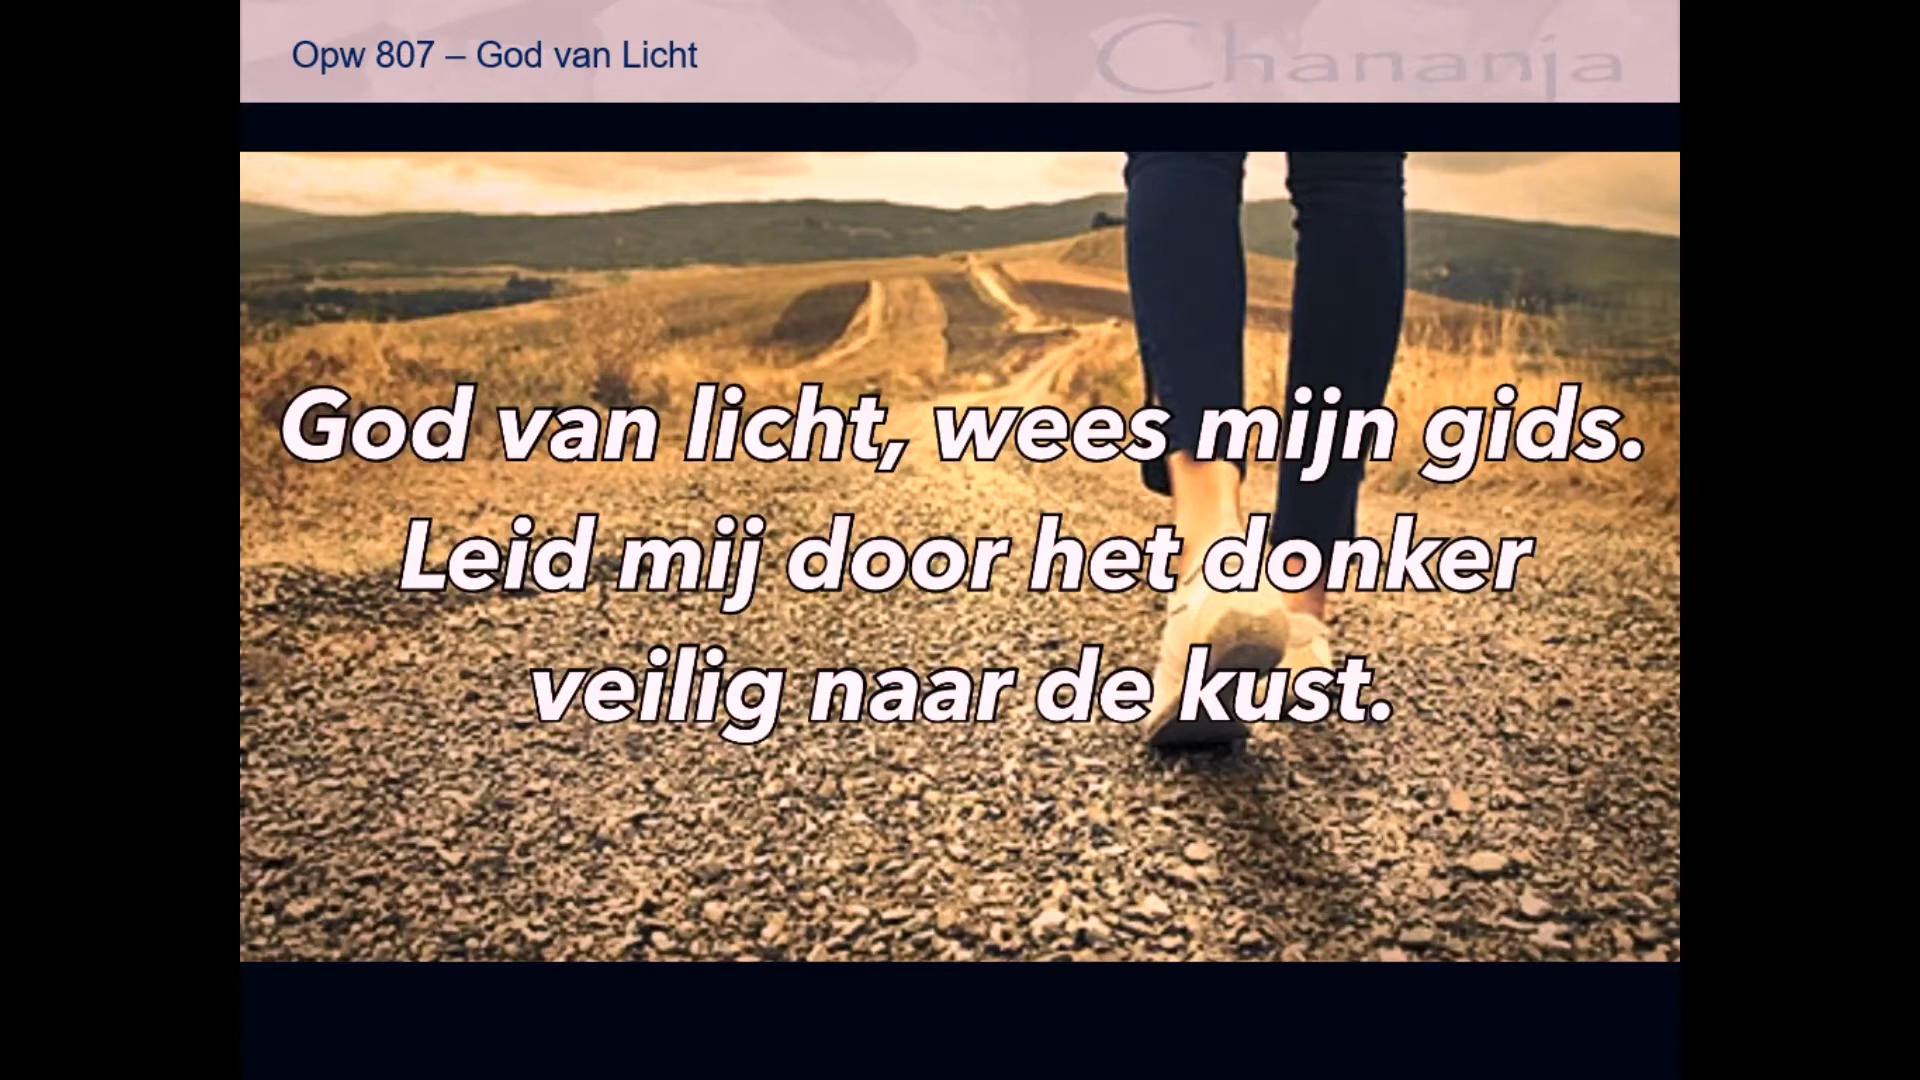 Opw 807 – God van Licht
Chananja
God van licht, wees mijn gids.
Leid mij door het donker
veilig naar de kust.